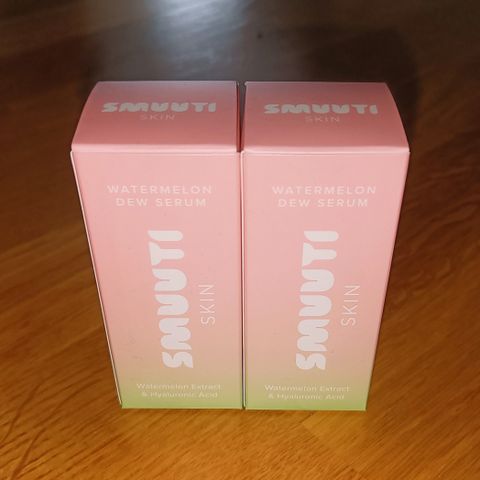 SMUUTI
SKIN
WATERMELON
DEW SERUM
SMUUTI
SKIN
Watermelon Extract
& Hyaluronic Acid
SMUUTI
SKIN
WATERMELON
DEW SERUM
SMUUTI
SKIN
Watermelon Extract
& Hyaluronic Acid